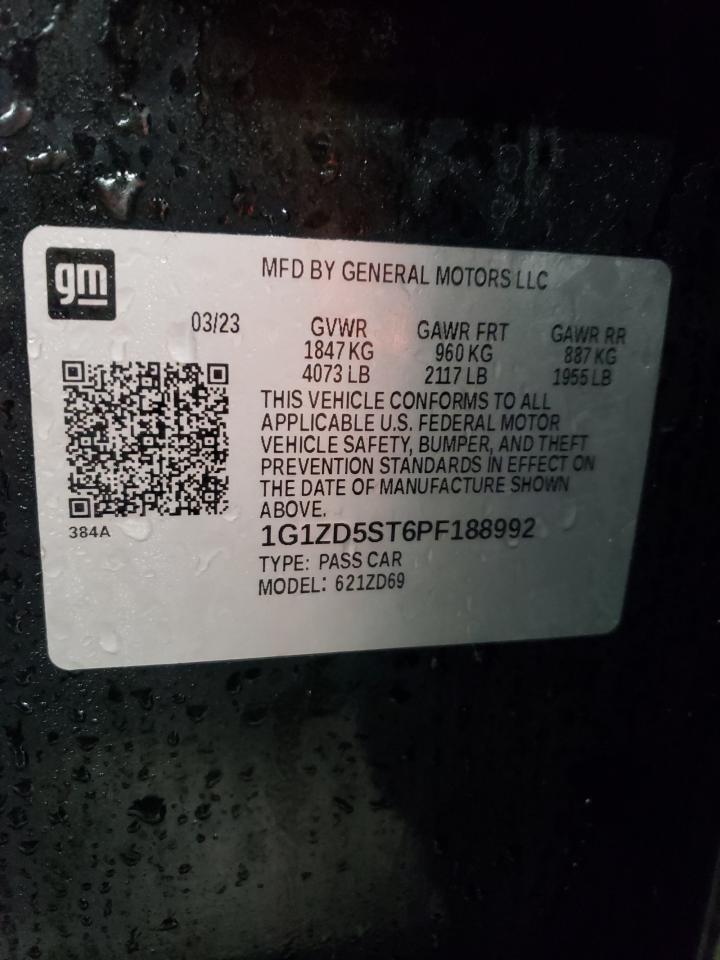 gm
MFD BY GENERAL MOTORS LLC
03/23
GVWR GAWR FRT GAWR RR
1847 KG 960 KG 887 KG
4073 LB 2117 LB 1955 LB
THIS VEHICLE CONFORMS TO ALL
APPLICABLE U.S. FEDERAL MOTOR
VEHICLE SAFETY, BUMPER, AND THEFT
PREVENTION STANDARDS IN EFFECT ON
THE DATE OF MANUFACTURE SHOWN
ABOVE.
384A
1G1ZD5ST6PF188992
TYPE: PASS CAR
MODEL: 621ZD69